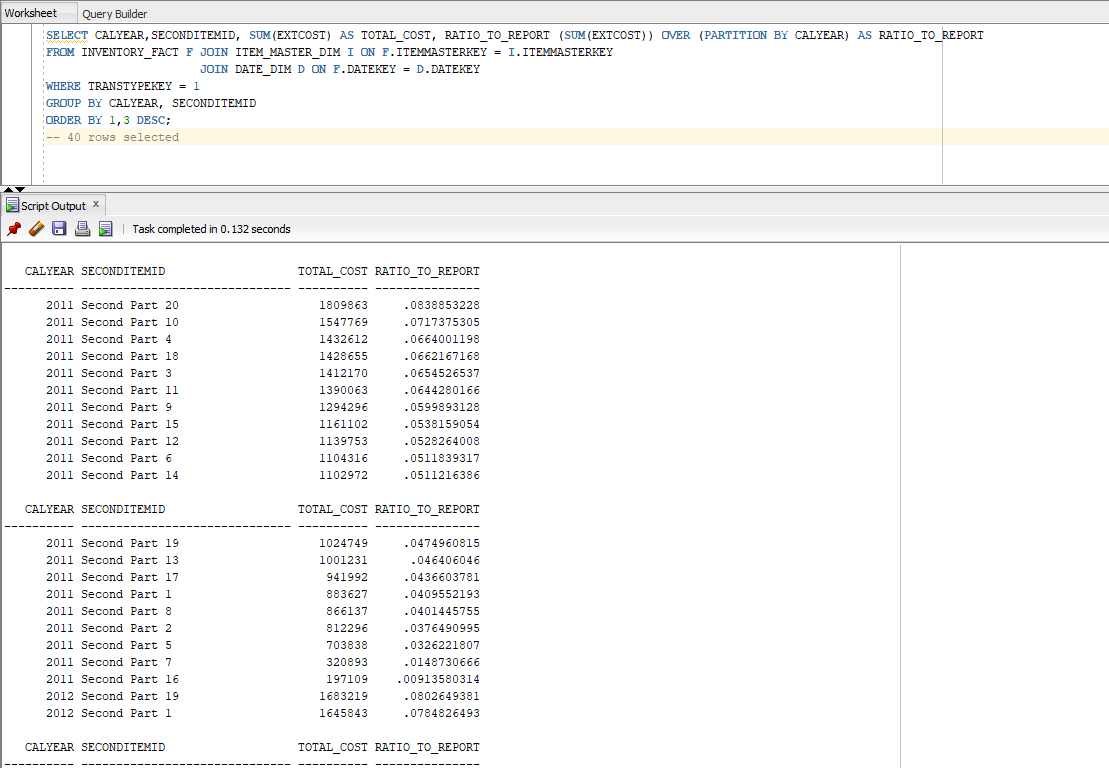 Worksheet Query Builder
SELECT CALYEAR,SECONDITEMID, SUM(EXTCOST) AS TOTAL_COST, RATIO_TO_REPORT (SUM(EXTCOST)) OVER (PARTITION BY CALYEAR) AS RATIO_TO_REPORT
FROM INVENTORY_FACT F JOIN ITEM_MASTER_DIM I ON F.ITEMMASTERKEY = I.ITEMMASTERKEY
JOIN DATE_DIM D ON F.DATEKEY = D.DATEKEY
WHERE TRANSTYPEKEY = 1
GROUP BY CALYEAR, SECONDITEMID
ORDER BY 1,3 DESC;
-- 40 rows selected
Script Output x
Task completed in 0.132 seconds
CALYEAR SECONDITEMID TOTAL_COST RATIO_TO_REPORT
---------- ------------------------------ ---------- ---------------
2011 Second Part 20 1809863 .0838853228
2011 Second Part 10 1547769 .0717375305
2011 Second Part 4 1432612 .0664001198
2011 Second Part 18 1428655 .0662167168
2011 Second Part 3 1412170 .0654526537
2011 Second Part 11 1390063 .0644280166
2011 Second Part 9 1294296 .0599893128
2011 Second Part 15 1161102 .0538159054
2011 Second Part 12 1139753 .0528264008
2011 Second Part 6 1104316 .0511839317
2011 Second Part 14 1102972 .0511216386
CALYEAR SECONDITEMID TOTAL_COST RATIO_TO_REPORT
---------- ------------------------------ ---------- ---------------
2011 Second Part 19 1024749 .0474960815
2011 Second Part 13 1001231 .046406046
2011 Second Part 17 941992 .0436603781
2011 Second Part 1 883627 .0409552193
2011 Second Part 8 866137 .0401445755
2011 Second Part 2 812296 .0376490995
2011 Second Part 5 703838 .0326221807
2011 Second Part 7 320893 .0148730666
2011 Second Part 16 197109 .00913580314
2012 Second Part 19 1683219 .0802649381
2012 Second Part 1 1645843 .0784826493
CALYEAR SECONDITEMID TOTAL_COST RATIO_TO_REPORT
---------- ------------------------------ ---------- ---------------